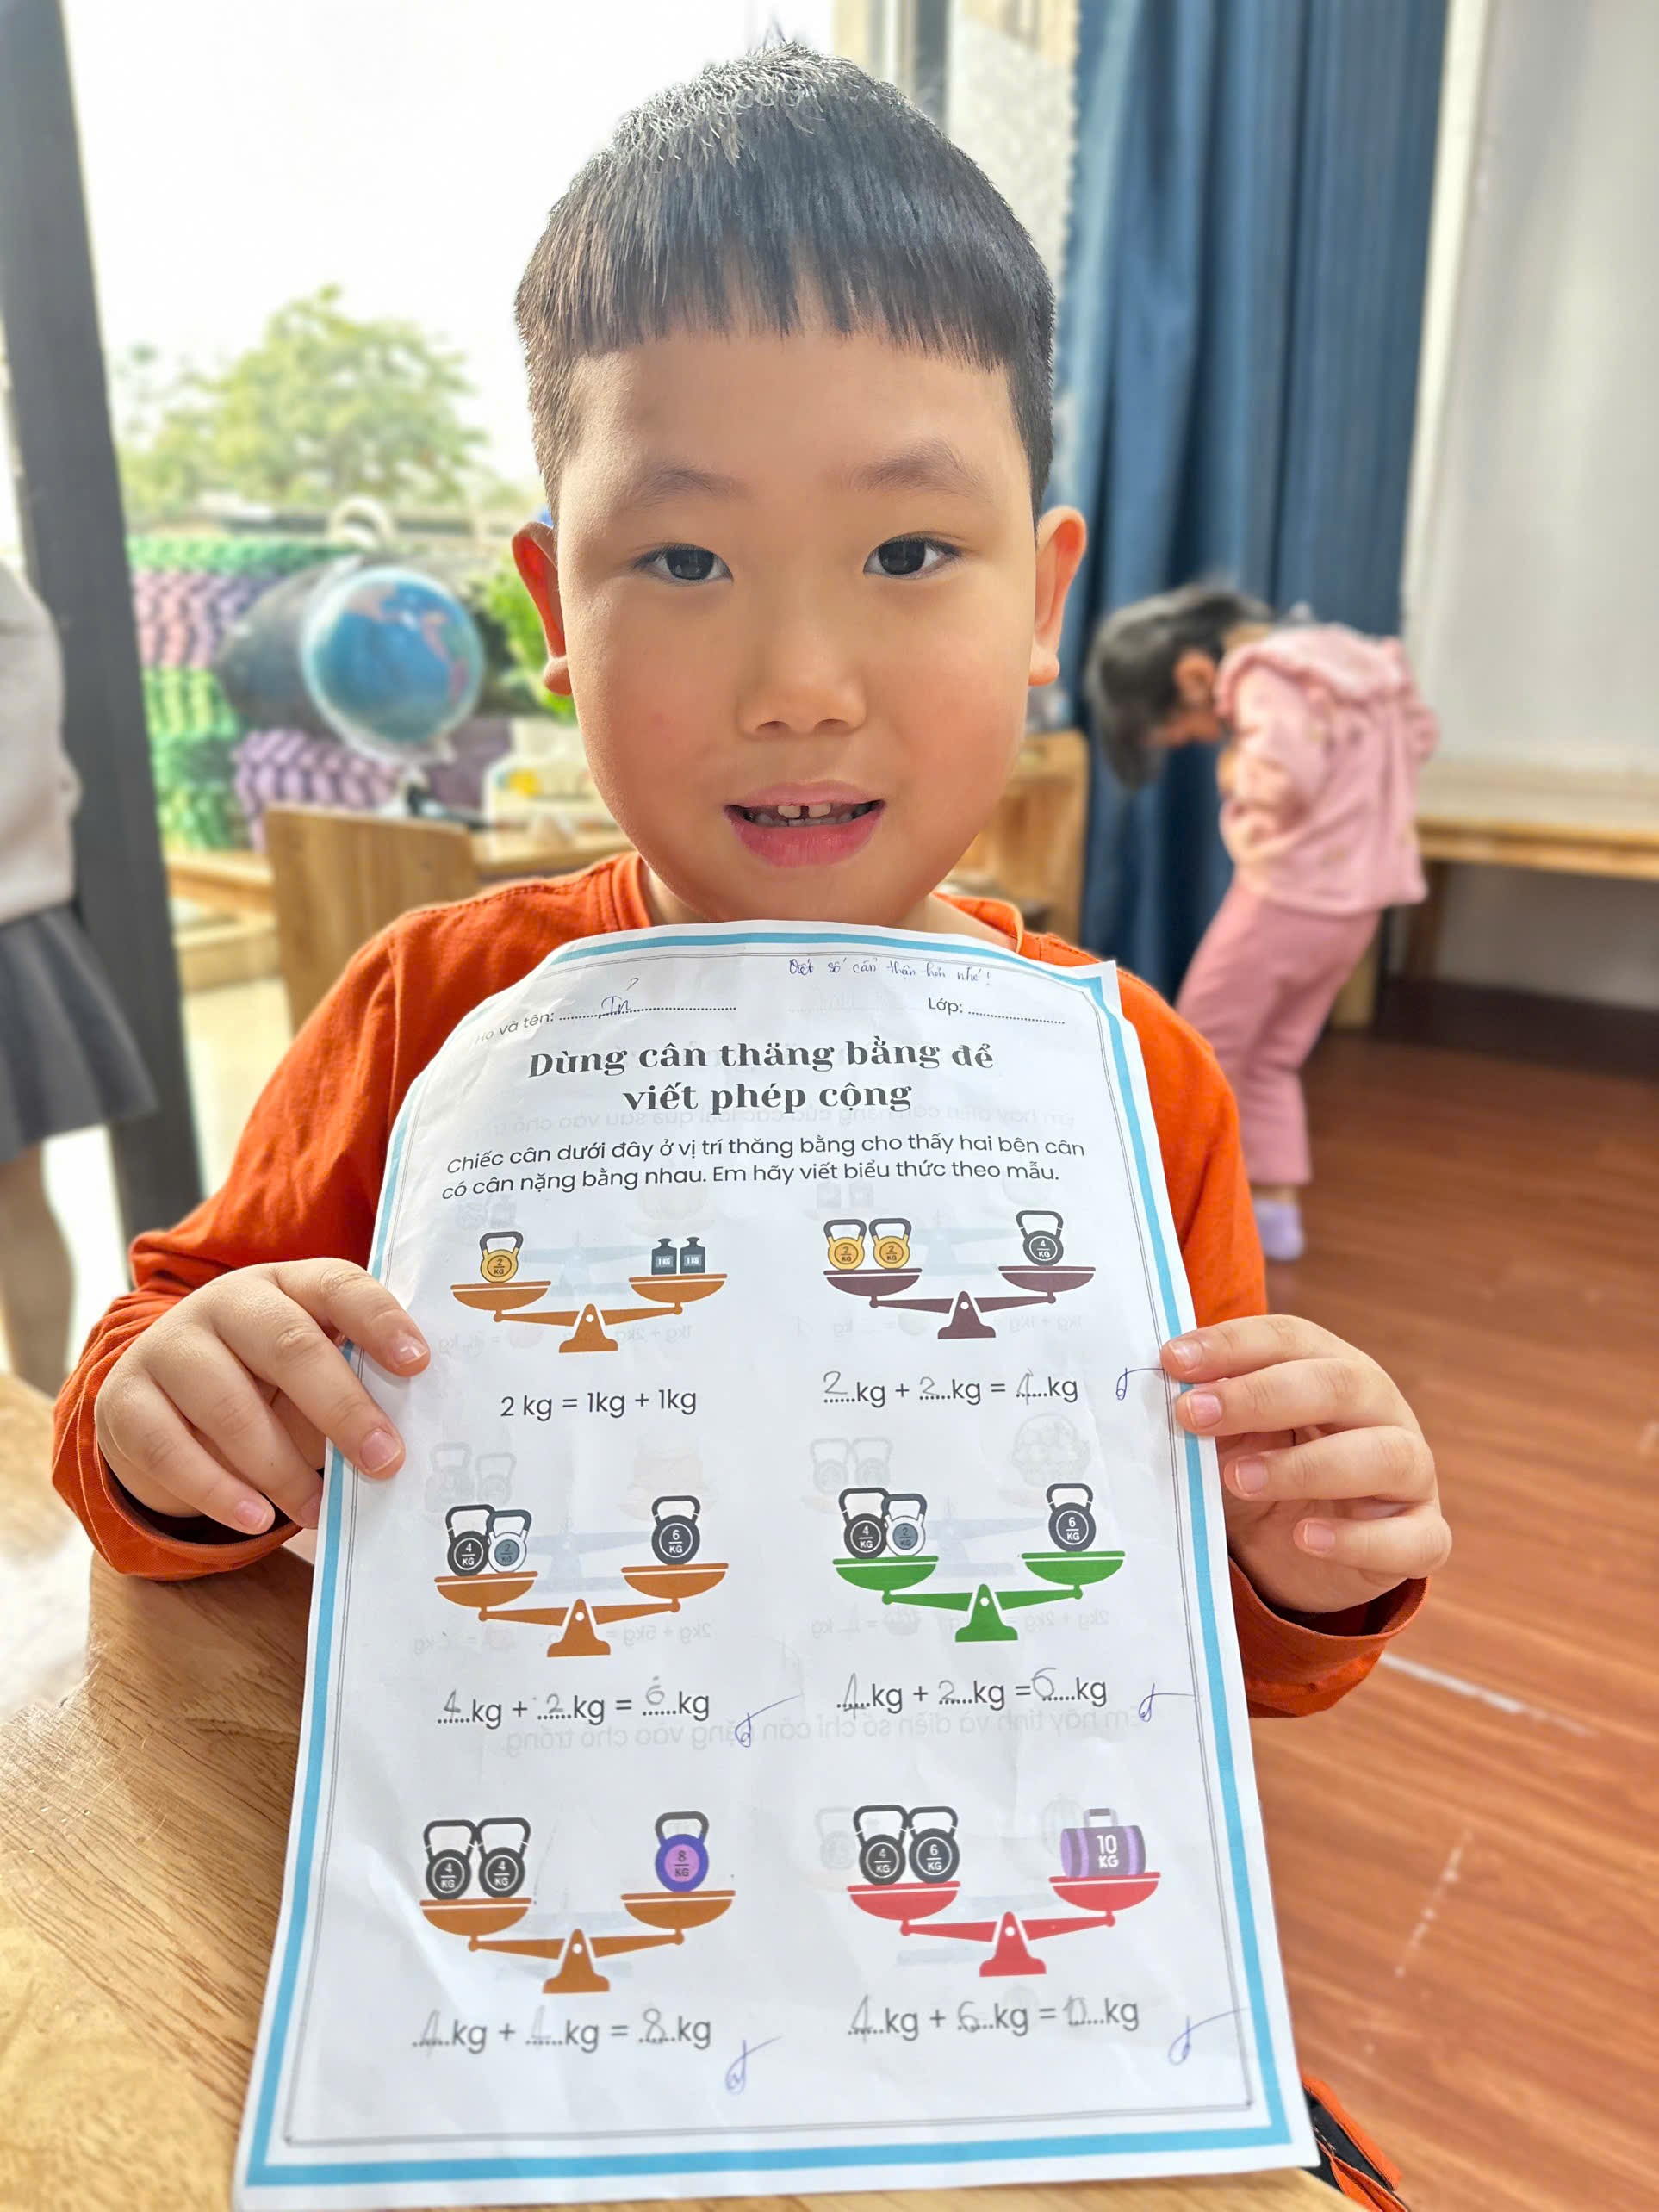 Viết số cẩn thận hơn nhé!
Họ và tên: Tn
Lớp:
Dùng cân thăng bằng để
viết phép cộng
Chiếc cân dưới đây ở vị trí thăng bằng cho thấy hai bên cân
có cân nặng bằng nhau. Em hãy viết biểu thức theo mẫu.
2 KG 1 KG 1 KG
2 KG 2 KG 4 KG
2 kg = 1kg + 1kg
2 kg + 2 kg = 4 kg
4 KG 2 KG 6 KG
4 KG 2 KG 6 KG
4 kg + 2 kg = 6 kg
4 kg + 2 kg = 6 kg
4 KG 4 KG 8 KG
4 KG 6 KG 10 KG
4 kg + 4 kg = 8 kg
4 kg + 6 kg = 10 kg